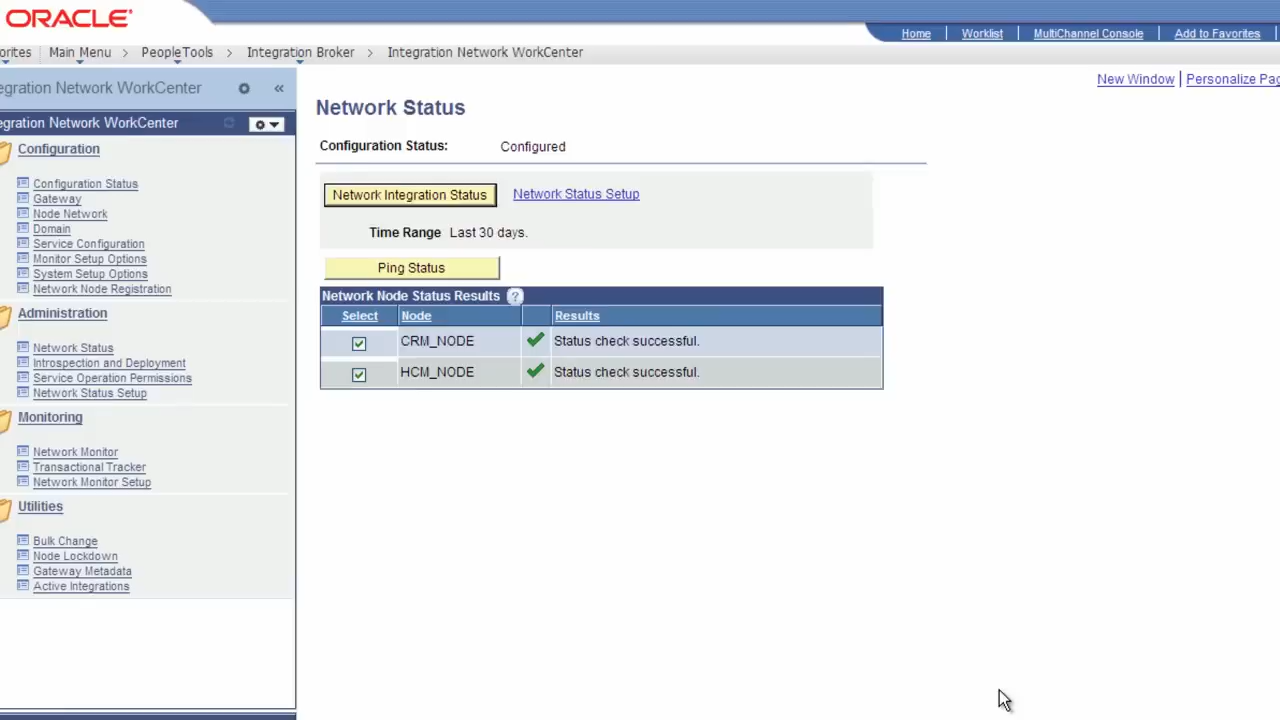 ORACLE'
Home
Worklist
MultiChannel Console
Add to Favorites
Main Menu > PeopleTools > Integration Broker > Integration Network WorkCenter
Network WorkCenter
New Window
Network WorkCenter
Network Status
Configuration Status: Configured
Configuration
Configuration Status
Gateway
Node Network
Domain
Service Configuration
Monitor Setup Options
System Setup Options
Network Node Registration
Administration
Network Status
Introspection and Deployment
Service Operation Permissions
Network Status Setup
Monitoring
Network Monitor
Transactional Tracker
Network Monitor Setup
Utilities
Bulk Change
Node Lockdown
Gateway Metadata
Active Integrations
Network Integration Status
Network Status Setup
Time Range Last 30 days.
Ping Status
Network Node Status Results ?
Select Node Results
CRM_NODE Status check successful.
HCM_NODE Status check successful.